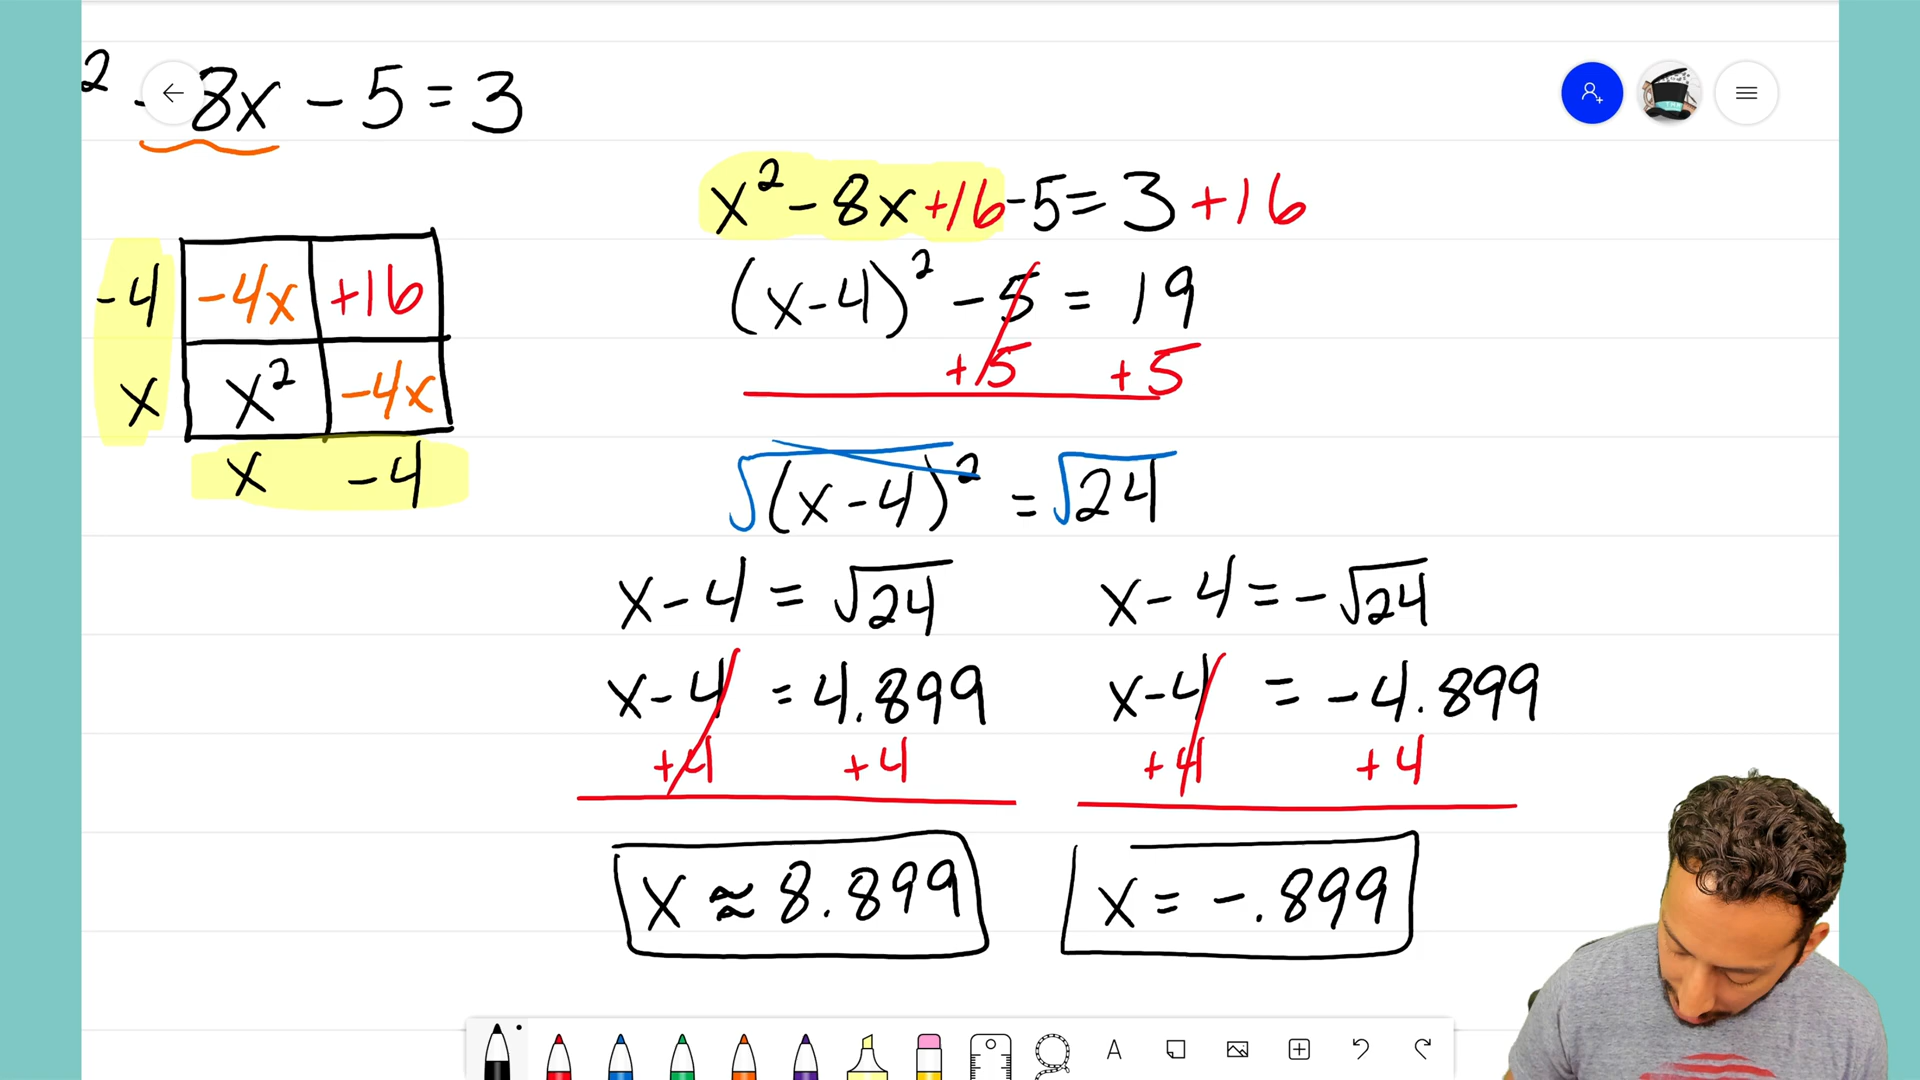 ² - 8x - 5 = 3
x² - 8x + 16 - 5 = 3 + 16
-4 -4x +16
x x² -4x
x -4
(x-4)² - 5 = 19
+5 +5
√(x-4)² = √24
x - 4 = √24
x - 4 = 4.899
+4 +4
x ≈ 8.899
x - 4 = -√24
x - 4 = -4.899
+4 +4
x = -.899
A